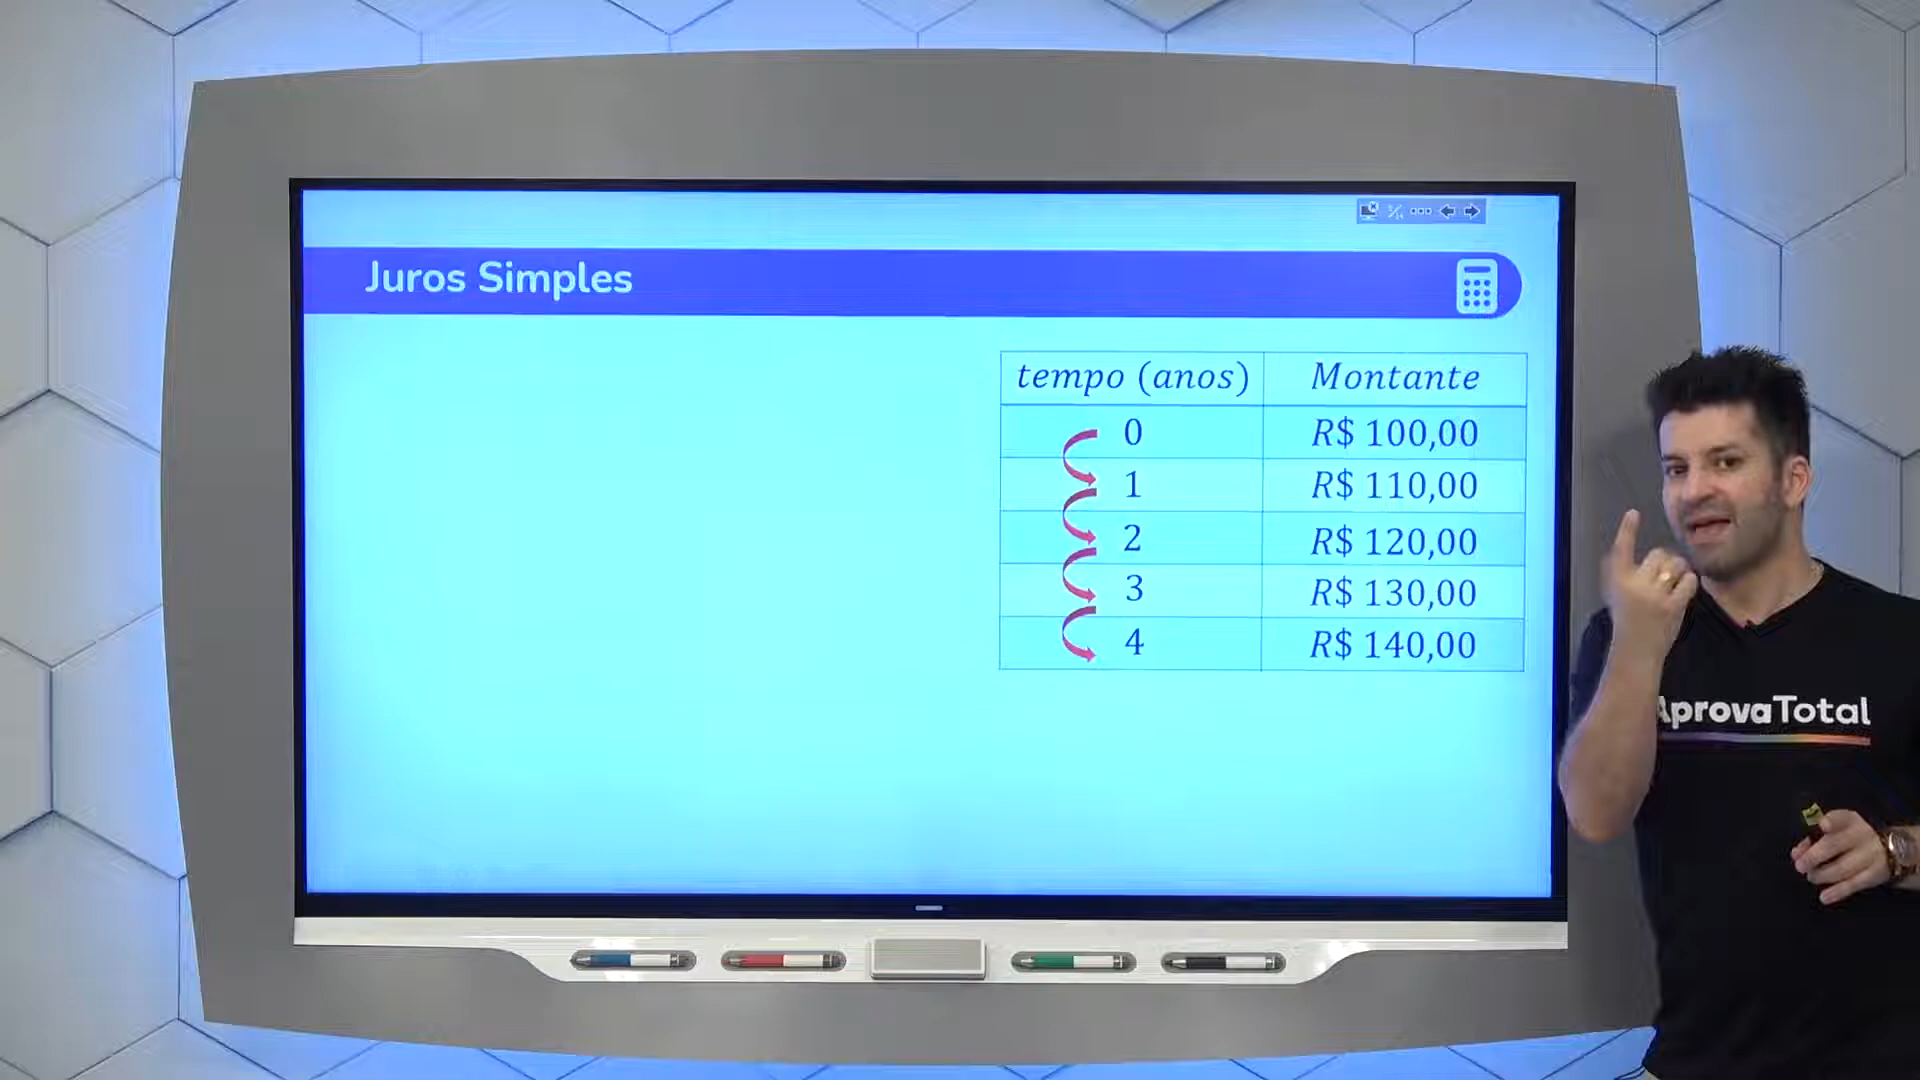 Juros Simples
tempo (anos) Montante
0 R$ 100,00
1 R$ 110,00
2 R$ 120,00
3 R$ 130,00
4 R$ 140,00
AprovaTotal